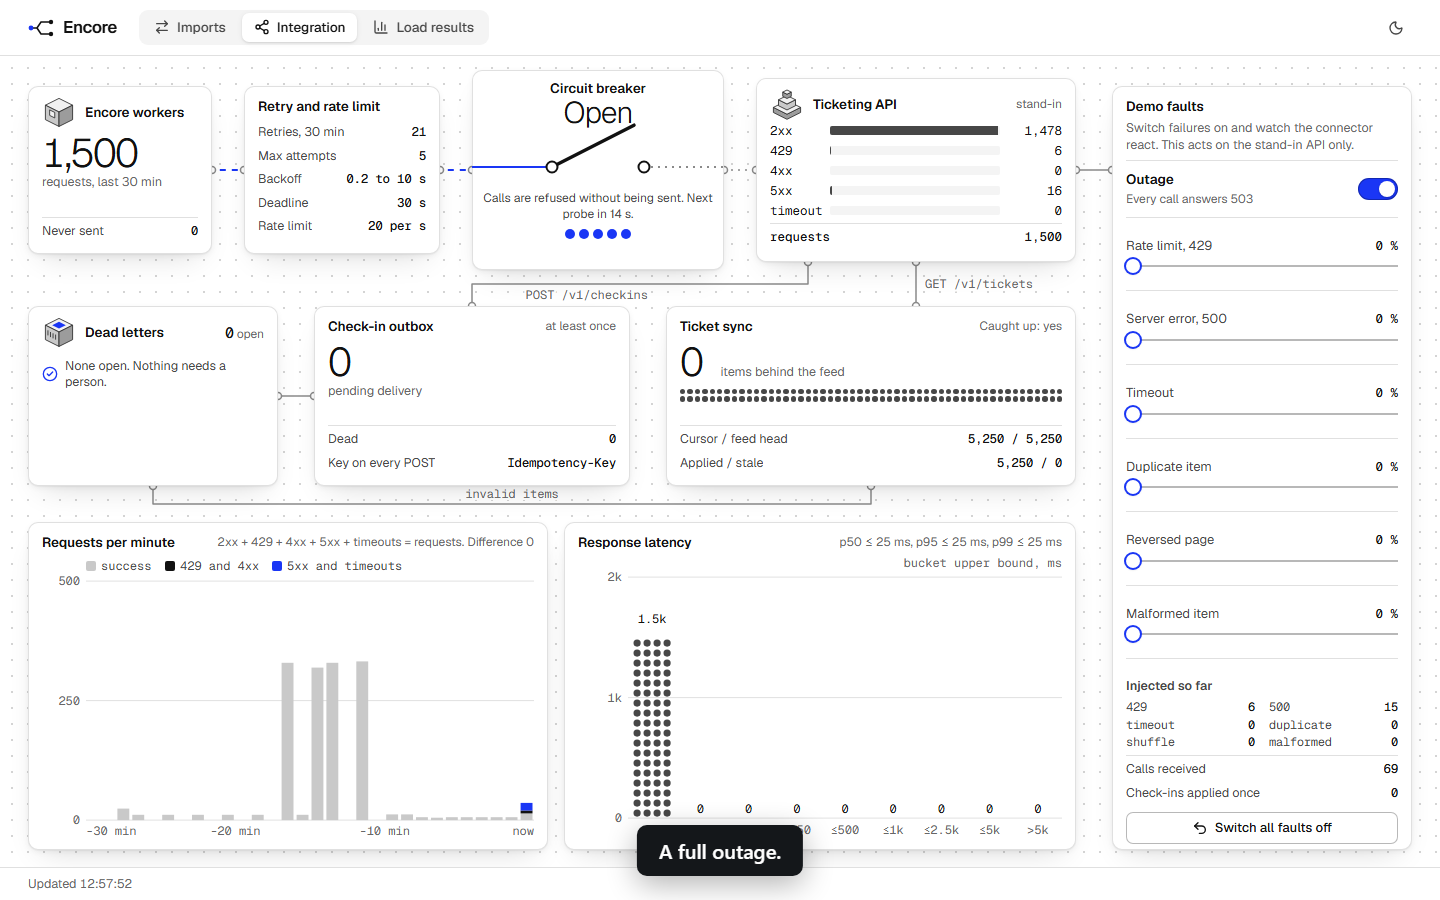 Encore
Imports
Integration
Load results
Encore workers
1,500
requests, last 30 min
Never sent 0
Retry and rate limit
Retries, 30 min 21
Max attempts 5
Backoff 0.2 to 10 s
Deadline 30 s
Rate limit 20 per s
Circuit breaker
Open
Calls are refused without being sent. Next
probe in 14 s.
Ticketing API stand-in
2xx 1,478
429 6
4xx 0
5xx 16
timeout 0
requests 1,500
POST /v1/checkins
GET /v1/tickets
Dead letters 0 open
None open. Nothing needs a
person.
Check-in outbox at least once
0
pending delivery
Dead 0
Key on every POST Idempotency-Key
Ticket sync Caught up: yes
0 items behind the feed
Cursor / feed head 5,250 / 5,250
Applied / stale 5,250 / 0
invalid items
Requests per minute 2xx + 429 + 4xx + 5xx + timeouts = requests. Difference 0
success 429 and 4xx 5xx and timeouts
500
250
0
-30 min -20 min -10 min now
Response latency p50 ≤ 25 ms, p95 ≤ 25 ms, p99 ≤ 25 ms
bucket upper bound, ms
2k
1.5k
1k
0 0 0 0 0 0 0 0
0
≤500 ≤1k ≤2.5k ≤5k >5k
A full outage.
Demo faults
Switch failures on and watch the connector
react. This acts on the stand-in API only.
Outage
Every call answers 503
Rate limit, 429 0 %
Server error, 500 0 %
Timeout 0 %
Duplicate item 0 %
Reversed page 0 %
Malformed item 0 %
Injected so far
429 6 500 15
timeout 0 duplicate 0
shuffle 0 malformed 0
Calls received 69
Check-ins applied once 0
Switch all faults off
Updated 12:57:52